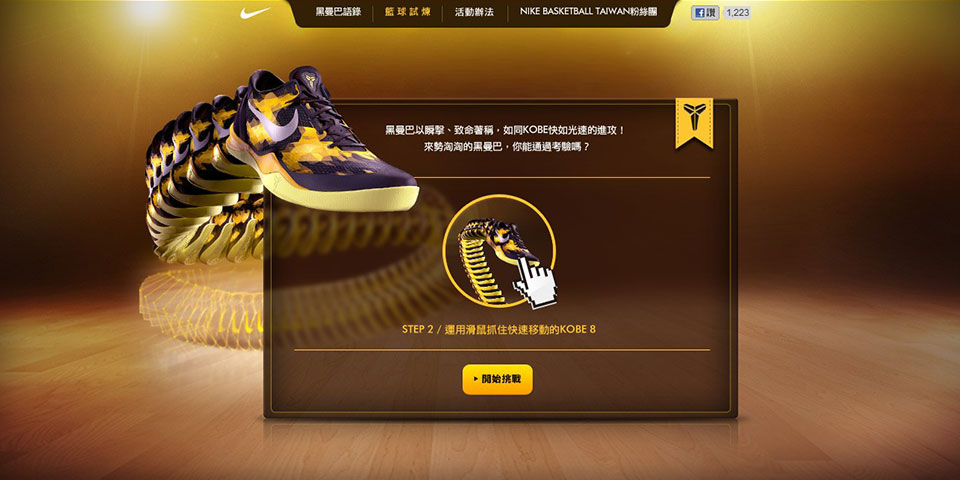 黑曼巴語錄
籃球試煉
活動辦法
NIKE BASKETBALL TAIWAN粉絲團
讚
1,223
黑曼巴以瞬擊、致命著稱，如同KOBE快如光速的進攻！
來勢洶洶的黑曼巴，你能通過考驗嗎？
STEP 2 / 運用滑鼠抓住快速移動的KOBE 8
開始挑戰